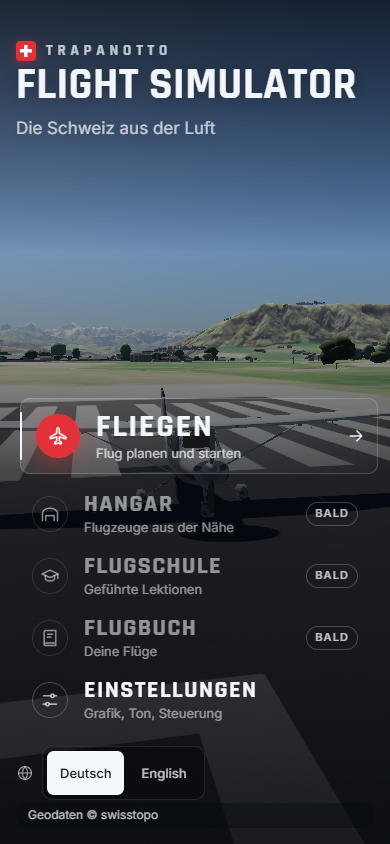 TRAPANOTTO
FLIGHT SIMULATOR
Die Schweiz aus der Luft
FLIEGEN
Flug planen und starten
HANGAR
Flugzeuge aus der Nähe
BALD
FLUGSCHULE
Geführte Lektionen
BALD
FLUGBUCH
Deine Flüge
BALD
EINSTELLUNGEN
Grafik, Ton, Steuerung
Deutsch English
Geodaten © swisstopo